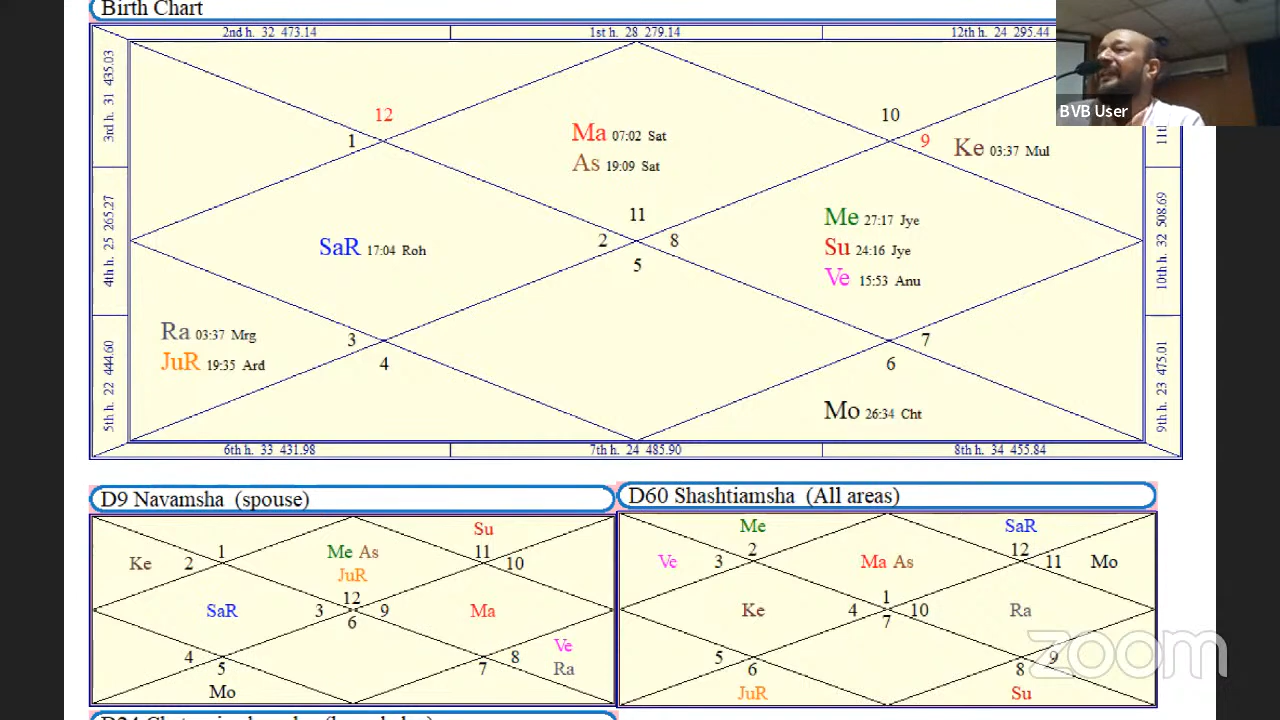 Birth Chart
2nd h. 32 473.14
1st h. 28 279.14
12th h. 24 295.44
3rd h. 31 435.03
4th h. 25 265.27
5th h. 22 444.60
12
1
Ma 07:02 Sat
As 19:09 Sat
10
9
Ke 03:37 Mul
BVB User
11
2
8
5
SaR 17:04 Roh
Me 27:17 Jye
Su 24:16 Jye
Ve 15:53 Anu
10th h. 32 508.69
Ra 03:37 Mrg
JuR 19:35 Ard
3
4
7
6
Mo 26:34 Cht
9th h. 23 475.01
6th h. 33 431.98
7th h. 24 485.90
8th h. 34 455.84
D9 Navamsha (spouse)
Ke 2
1
Me As
JuR
Su
11
10
SaR
3
12
6
9
Ma
4
5
Mo
7
8
Ve
Ra
D60 Shashtiamsha (All areas)
Me
2
Ve 3
Ma As
SaR
12
11 Mo
Ke
4
1
7
10
Ra
5
6
JuR
8
9
Su
zoom